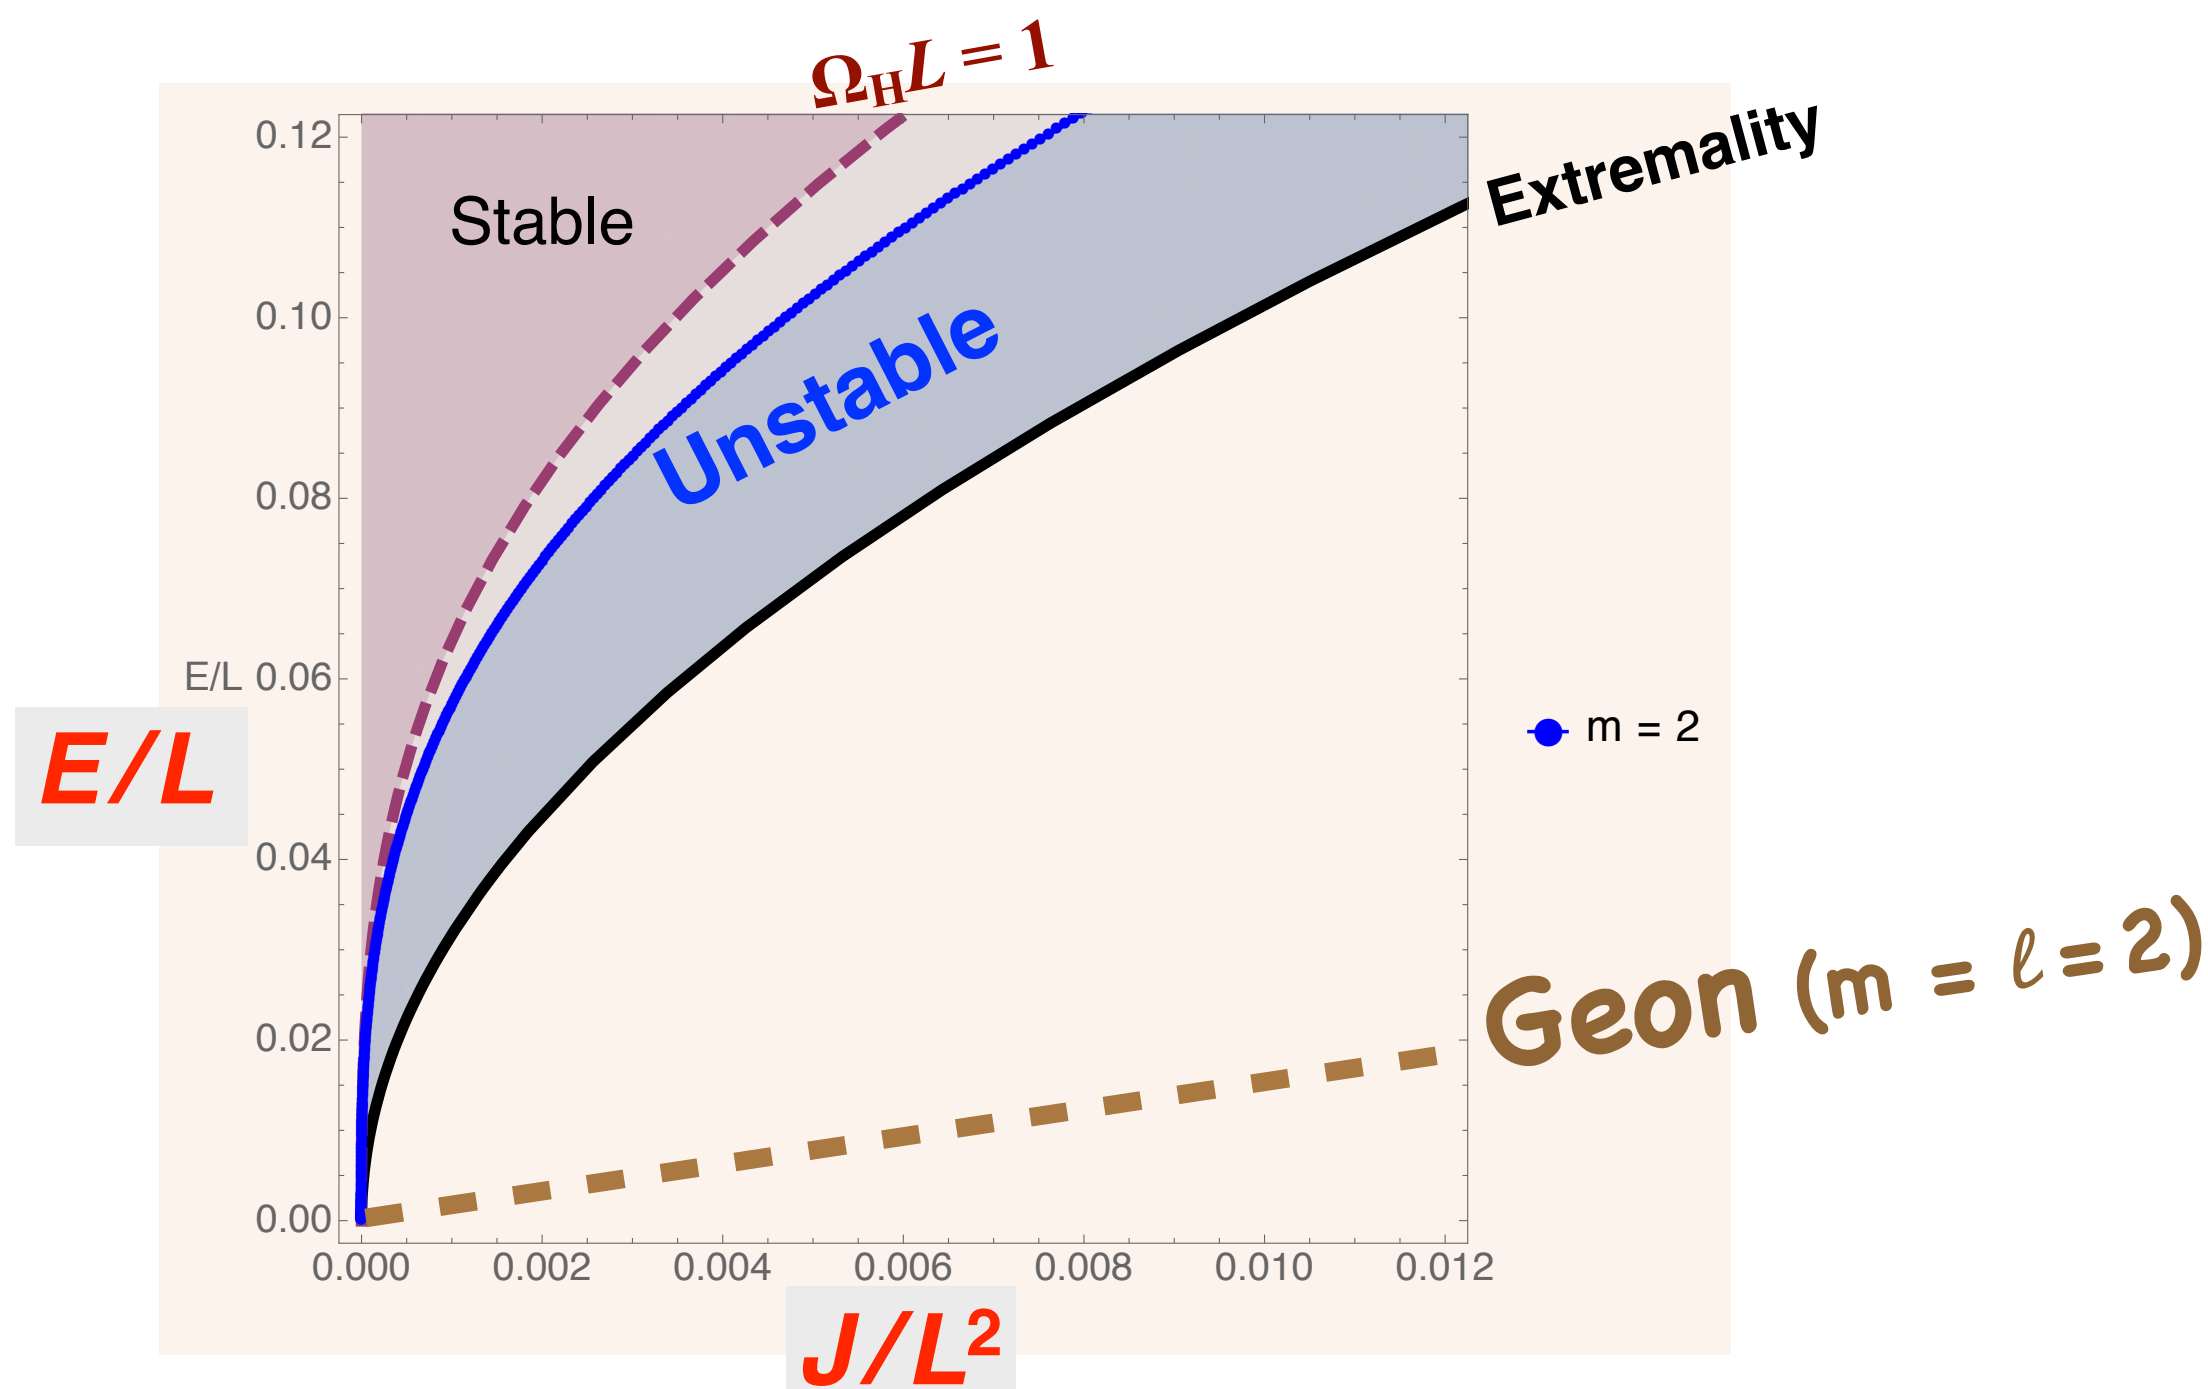 Ω_H L = 1
Extremality
0.12
Stable
0.10
Unstable
0.08
E/L 0.06
m = 2
E/L
0.04
Geon (m = ℓ = 2)
0.02
0.00
0.000 0.002 0.004 0.006 0.008 0.010 0.012
J/L²